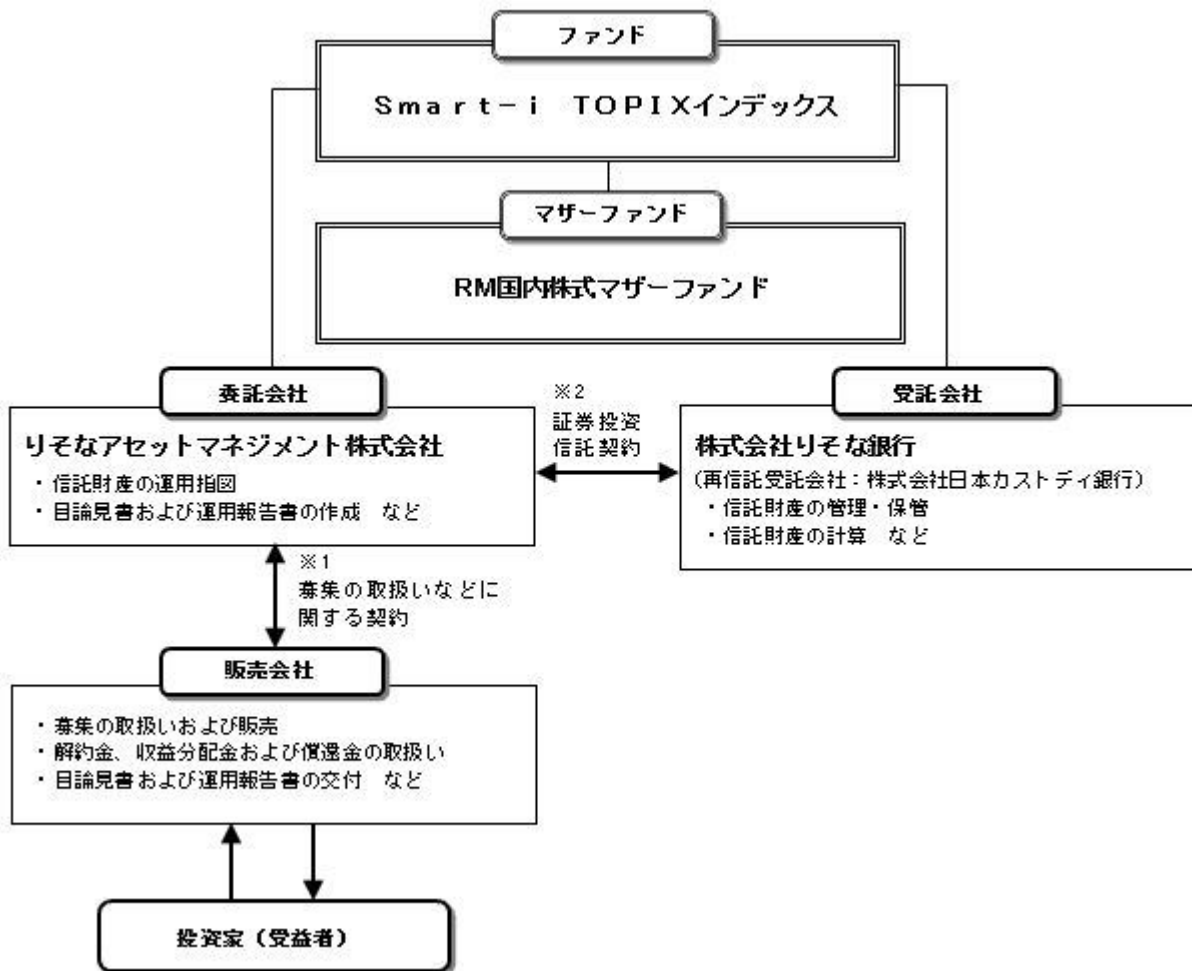 ファンド
Smart-i TOPIXインデックス
マザーファンド
RM国内株式マザーファンド
委託会社
りそなアセットマネジメント株式会社
・信託財産の運用指図
・目論見書および運用報告書の作成 など
※2
証券投資
信託契約
受託会社
株式会社りそな銀行
(再信託受託会社:株式会社日本カストディ銀行)
・信託財産の管理・保管
・信託財産の計算 など
※1
募集の取扱いなどに
関する契約
販売会社
・募集の取扱いおよび販売
・解約金、収益分配金および償還金の取扱い
・目論見書および運用報告書の交付 など
投資家(受益者)